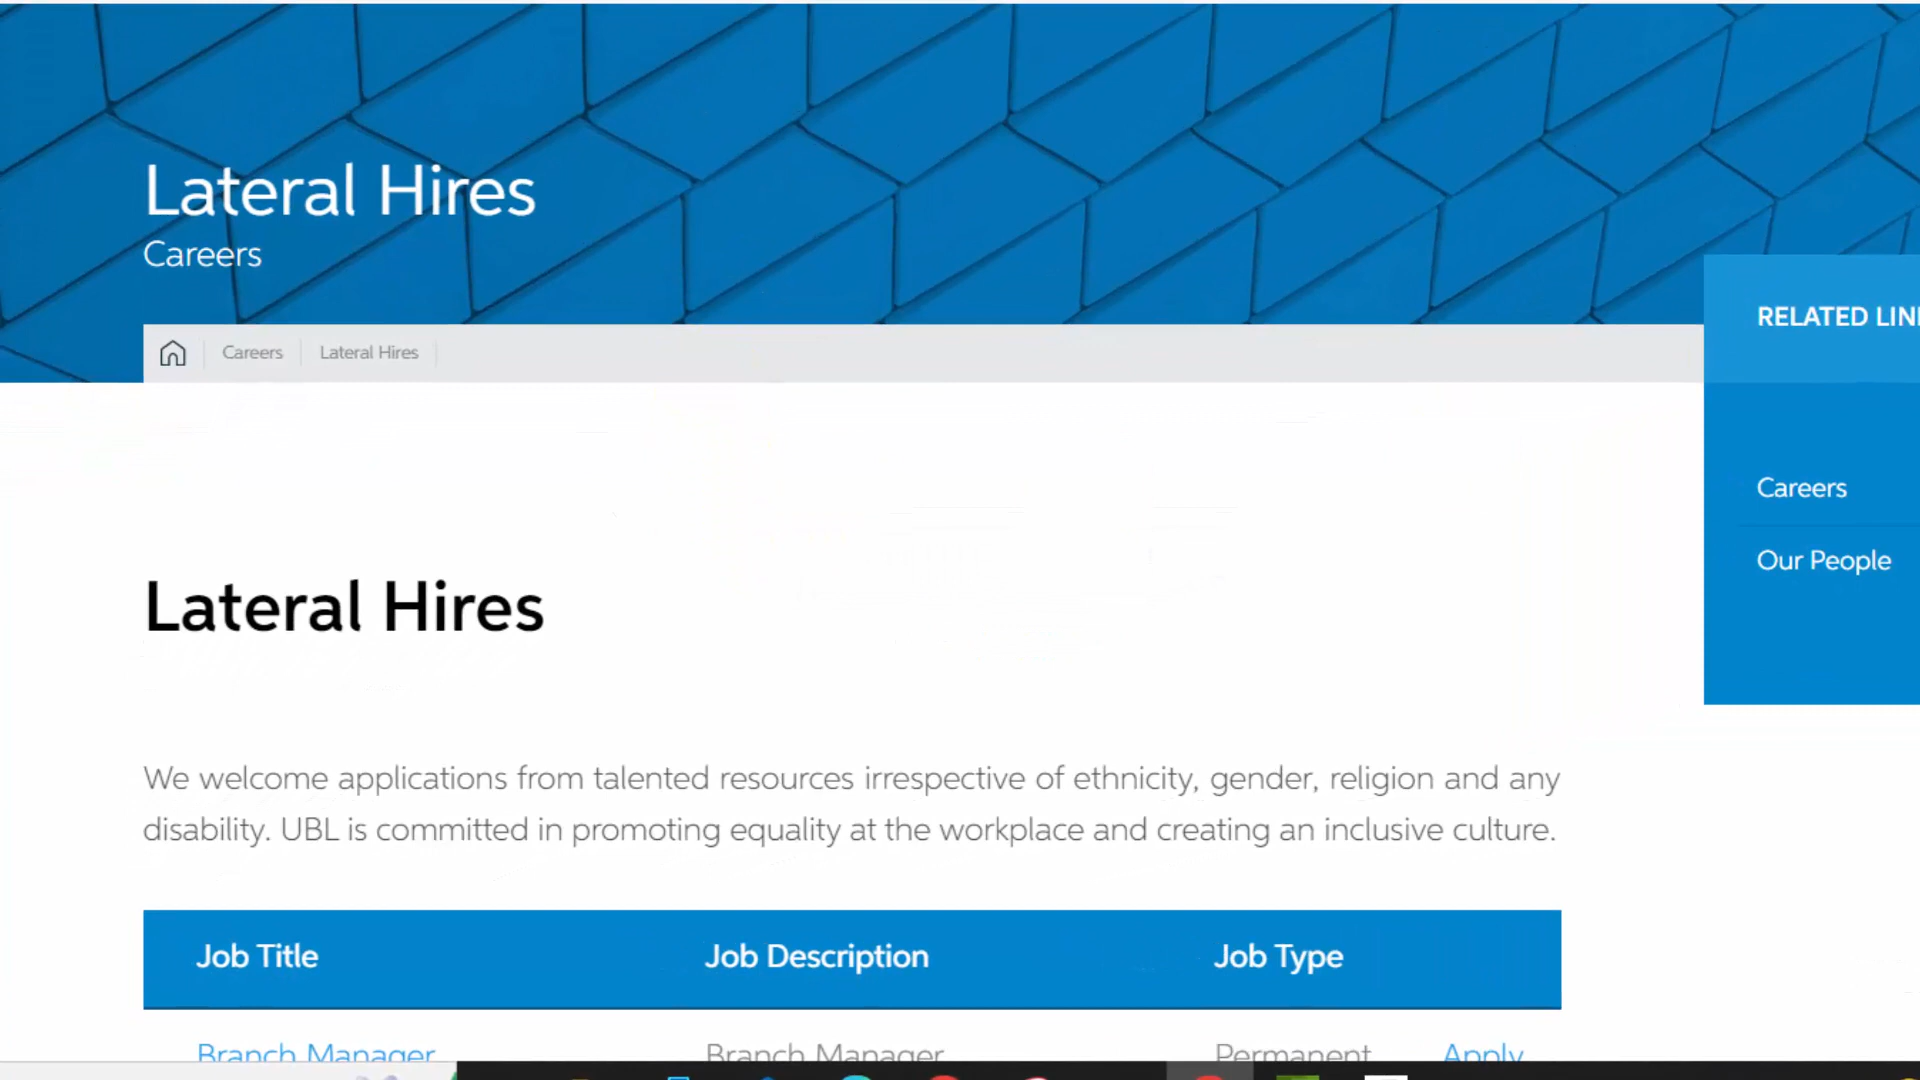 Lateral Hires
Careers
Careers Lateral Hires
RELATED
Careers
Our People
Lateral Hires
We welcome applications from talented resources irrespective of ethnicity, gender, religion and any
disability. UBL is committed in promoting equality at the workplace and creating an inclusive culture.
Job Title Job Description Job Type
Branch Manager Branch Manager Permanent Apply